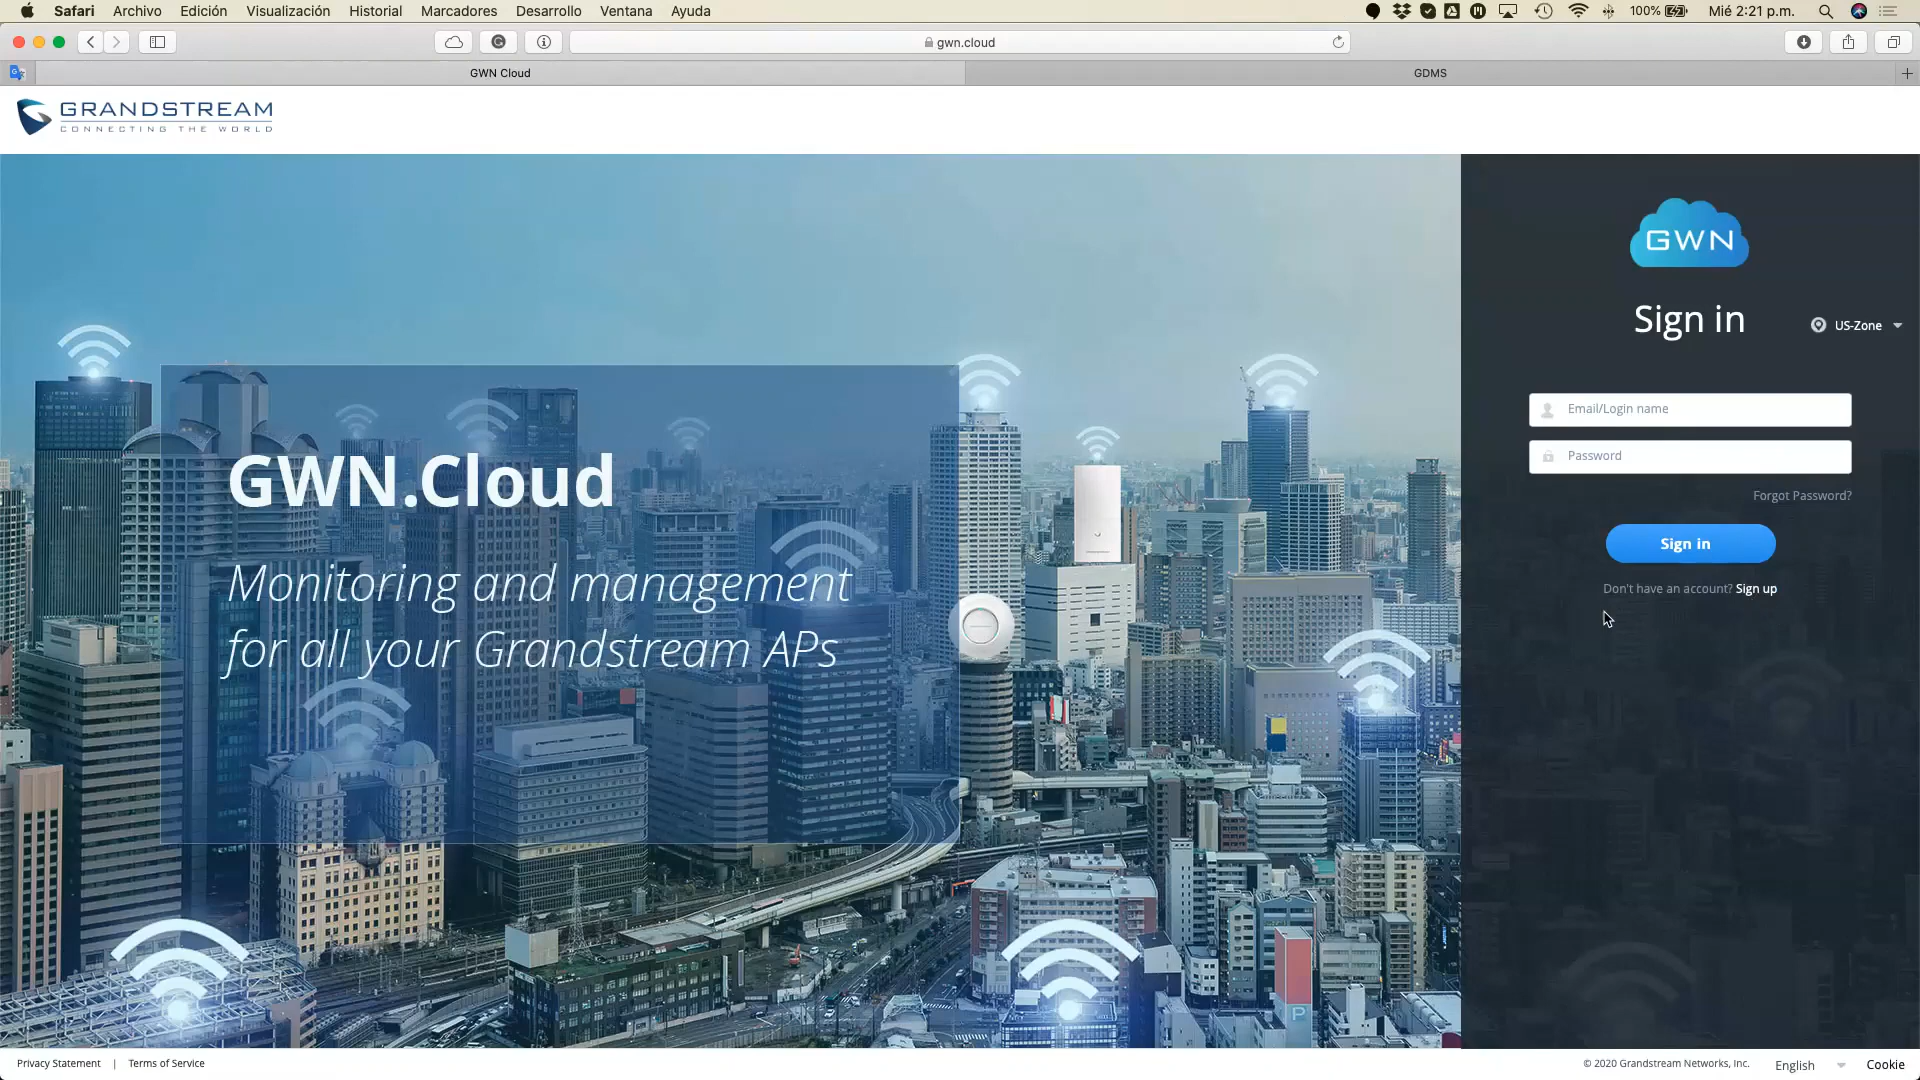 Safari Archivo Edición Visualización Historial Marcadores Desarrollo Ventana Ayuda 100% Mié 2:21 p.m.
gwn.cloud
GWN Cloud GDMS
GRANDSTREAM
CONNECTING THE WORLD
GWN
Sign in
US-Zone
Email/Login name
Password
Forgot Password?
Sign in
Don't have an account? Sign up
GWN.Cloud
Monitoring and management
for all your Grandstream APs
P
Privacy Statement | Terms of Service © 2020 Grandstream Networks, Inc. English Cookie